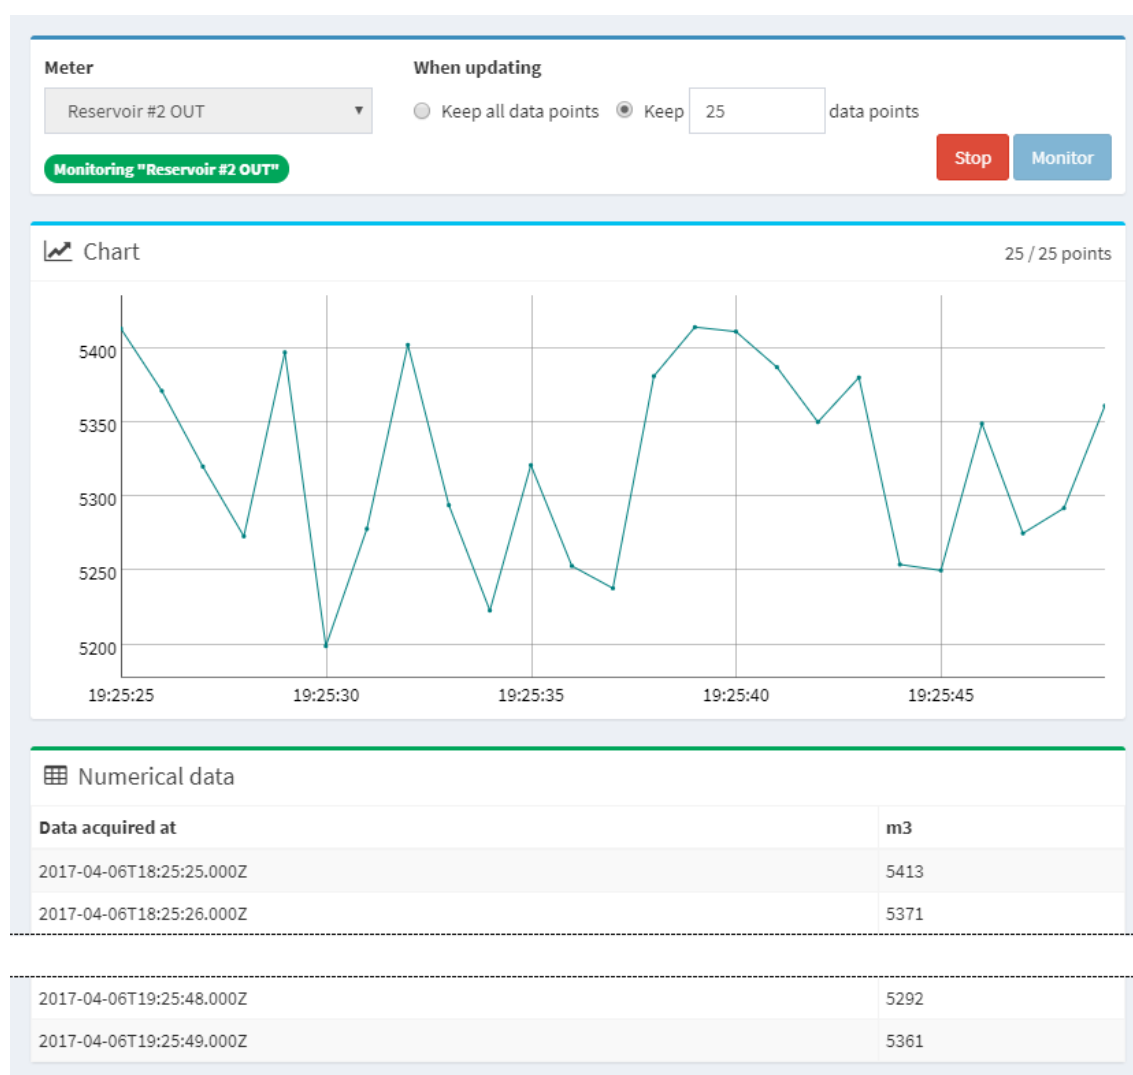 Meter
When updating
Reservoir #2 OUT
Keep all data points Keep 25 data points
Monitoring "Reservoir #2 OUT"
Stop Monitor
Chart
25 / 25 points
5400
5350
5300
5250
5200
19:25:25 19:25:30 19:25:35 19:25:40 19:25:45
Numerical data
Data acquired at m3
2017-04-06T18:25:25.000Z 5413
2017-04-06T18:25:26.000Z 5371
2017-04-06T19:25:48.000Z 5292
2017-04-06T19:25:49.000Z 5361